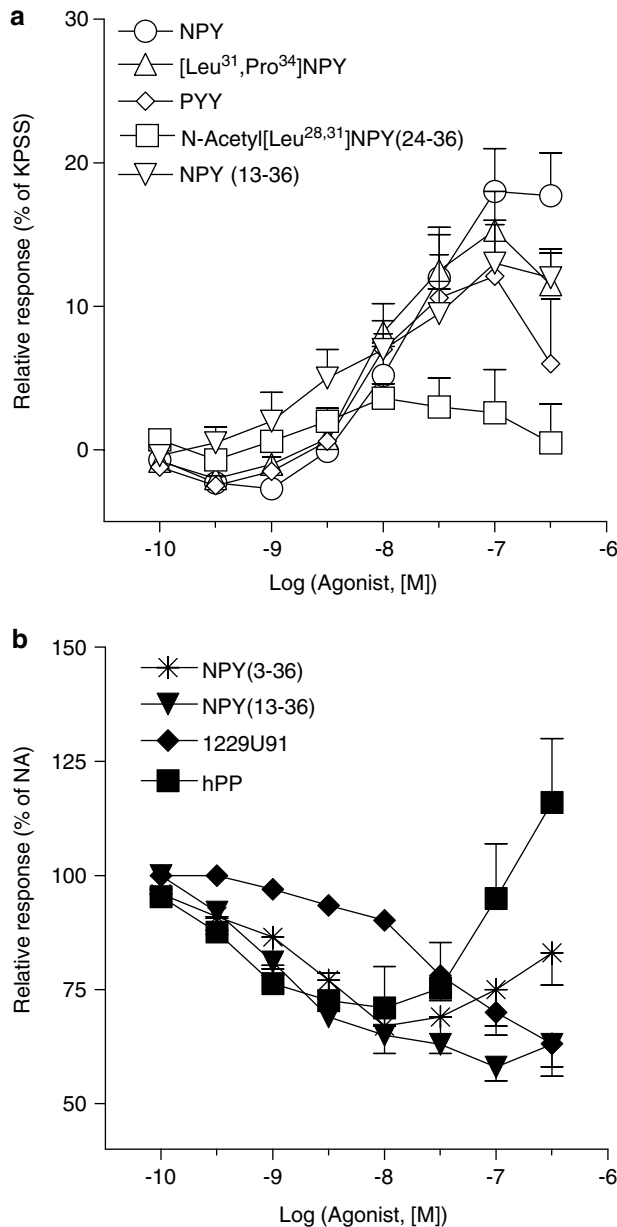 a
30
20
10
0
Relative response (% of KPSS)
NPY
[Leu31,Pro34]NPY
PYY
N-Acetyl[Leu28,31]NPY(24-36)
NPY (13-36)
-10 -9 -8 -7 -6
Log (Agonist, [M])
b
150
125
100
75
50
Relative response (% of NA)
NPY(3-36)
NPY(13-36)
1229U91
hPP
-10 -9 -8 -7 -6
Log (Agonist, [M])